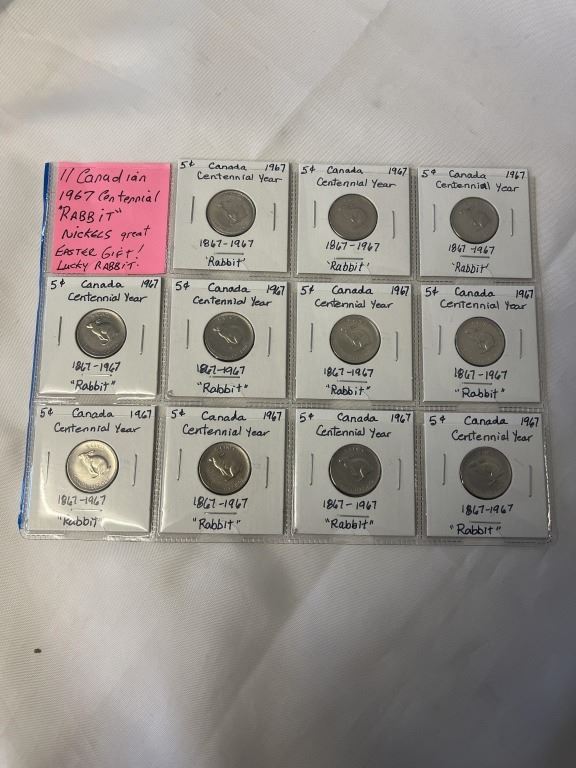 11 Canadian
1967 Centennial
"RABBIT"
NICKELS great
EASTER GIFT!
LUCKY RABBIT.
5¢ Canada 1967
Centennial Year
1867-1967
'Rabbit'
5¢ Canada 1967
Centennial Year
1867-1967
'Rabbit'
5¢ Canada 1967
Centennial Year
1867-1967
'Rabbit'
5¢ Canada 1967
Centennial Year
1867-1967
"Rabbit"
5¢ Canada 1967
Centennial Year
1867-1967
"Rabbit"
5¢ Canada 1967
Centennial Year
1867-1967
"Rabbit"
5¢ Canada 1967
Centennial Year
1867-1967
"Rabbit"
5¢ Canada 1967
Centennial Year
1867-1967
"Rabbit"
5¢ Canada 1967
Centennial Year
1867-1967
"Rabbit"
5¢ Canada 1967
Centennial Year
1867-1967
"Rabbit"
5¢ Canada 1967
Centennial Year
1867-1967
"Rabbit"